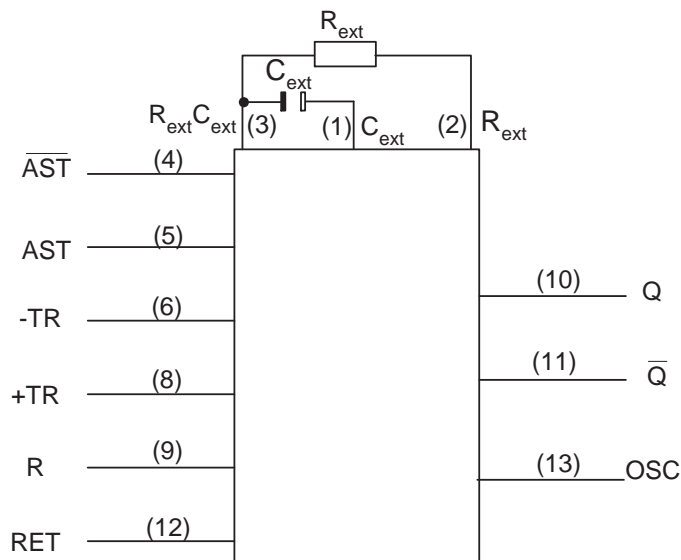 R_ext
C_ext
R_extC_ext (3) (1) C_ext (2) R_ext
A̅S̅T̅ (4)
AST (5)
-TR (6)
(10) Q
(11) Q̅
+TR (8)
R (9)
(13) OSC
RET (12)